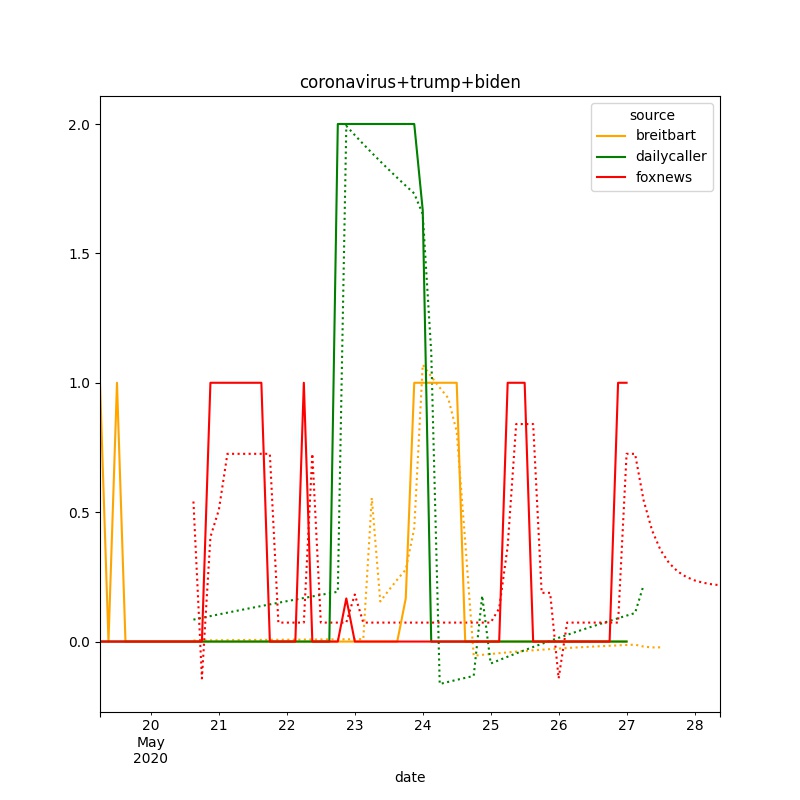 coronavirus+trump+biden
source
breitbart
dailycaller
foxnews
2.0
1.5
1.0
0.5
0.0
20 21 22 23 24 25 26 27 28
May
2020
date